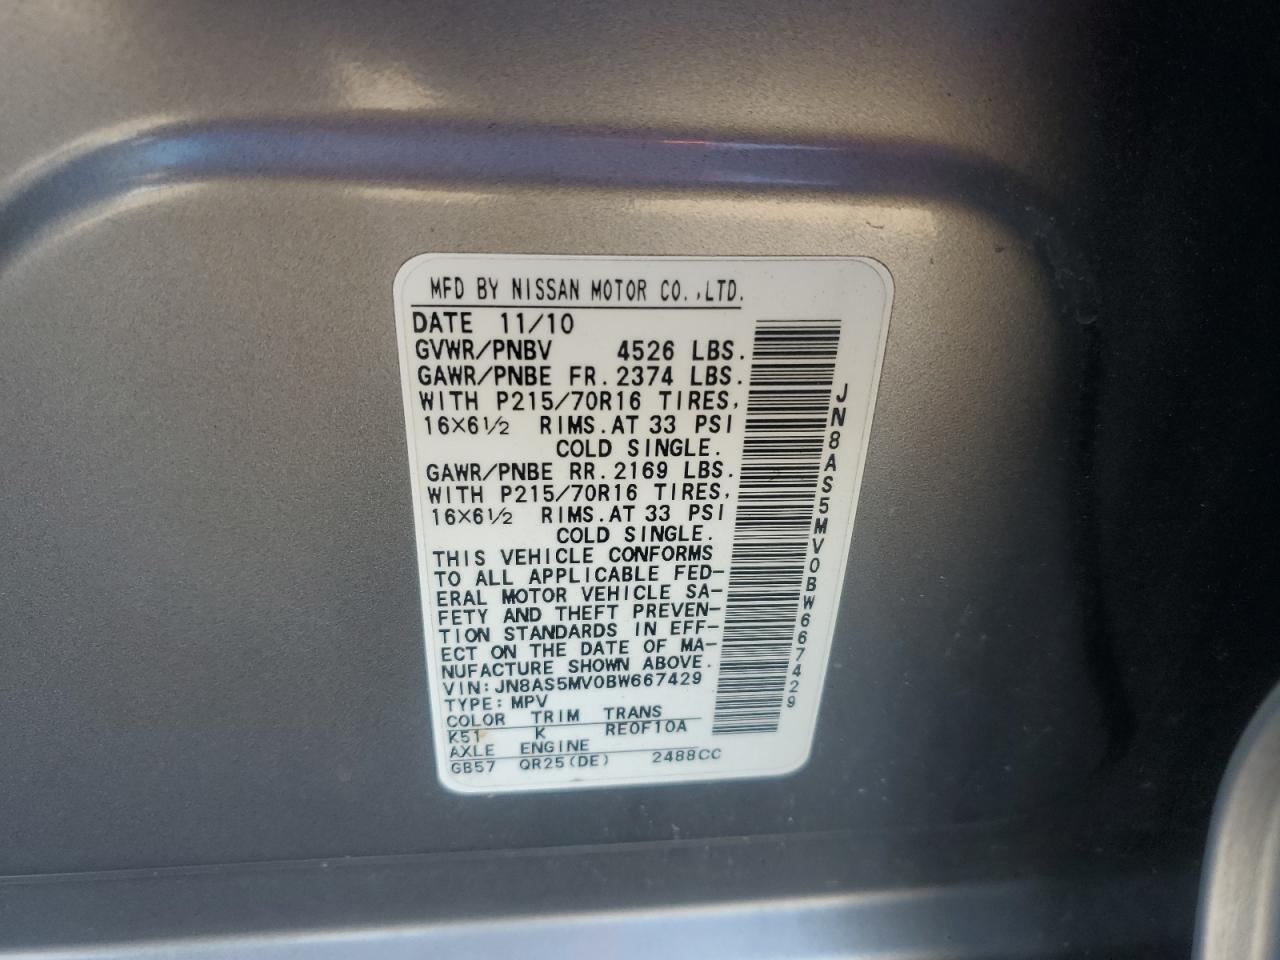 MFD BY NISSAN MOTOR CO.,LTD.
DATE 11/10
GVWR/PNBV 4526 LBS.
GAWR/PNBE FR. 2374 LBS.
WITH P215/70R16 TIRES,
16×6½ RIMS. AT 33 PSI
COLD SINGLE.
GAWR/PNBE RR. 2169 LBS.
WITH P215/70R16 TIRES,
16×6½ RIMS. AT 33 PSI
COLD SINGLE.
THIS VEHICLE CONFORMS
TO ALL APPLICABLE FED-
ERAL MOTOR VEHICLE SA-
FETY AND THEFT PREVEN-
TION STANDARDS IN EFF-
ECT ON THE DATE OF MA-
NUFACTURE SHOWN ABOVE.
VIN: JN8AS5MV0BW667429
TYPE: MPV
COLOR TRIM TRANS
K51 K RE0F10A
AXLE ENGINE
GB57 QR25(DE) 2488CC
JN8AS5MV0BW667429